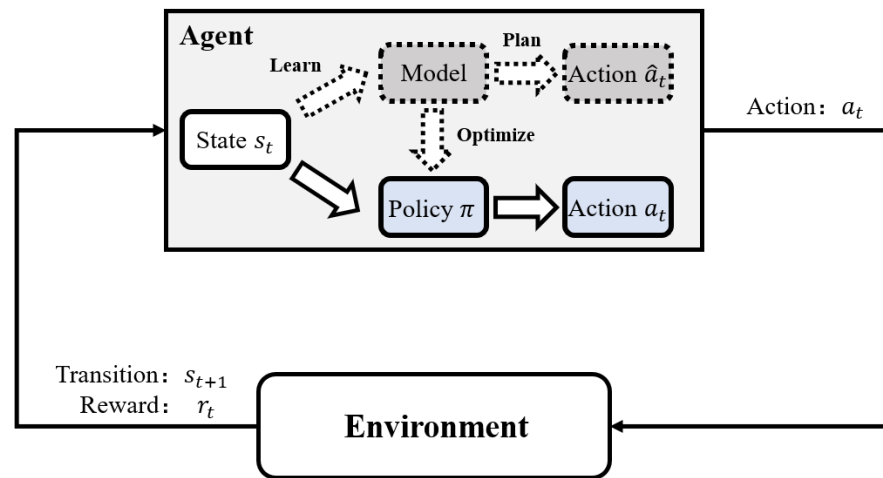 Agent
Learn
Model
Plan
Action â_t
State s_t
Optimize
Policy π
Action a_t
Action: a_t
Transition: s_{t+1}
Reward: r_t
Environment